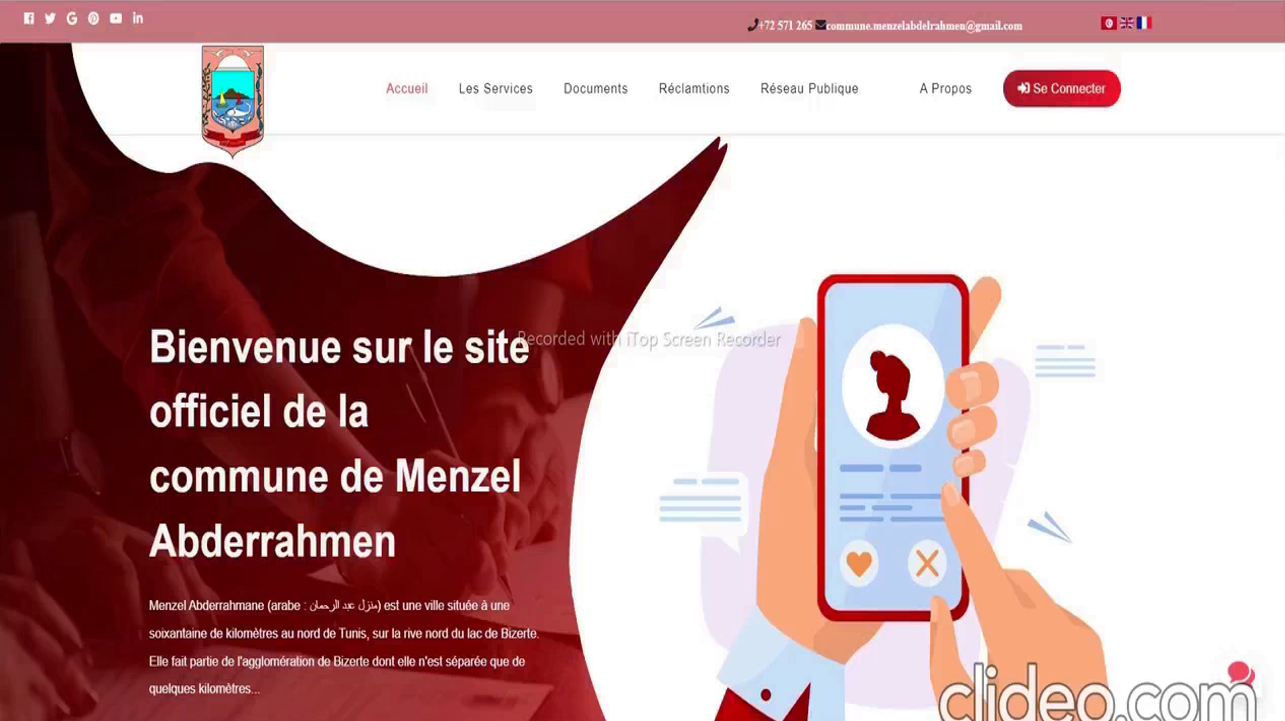 +72 571 265 commune.menzelabdelrahmen@gmail.com
Accueil Les Services Documents Réclamtions Réseau Publique A Propos Se Connecter
Recorded with iTop Screen Recorder
Bienvenue sur le site
officiel de la
commune de Menzel
Abderrahmen
Menzel Abderrahmane (arabe : منزل عبد الرحمان) est une ville située à une
soixantaine de kilomètres au nord de Tunis, sur la rive nord du lac de Bizerte.
Elle fait partie de l'agglomération de Bizerte dont elle n'est séparée que de
quelques kilomètres...
clideo.com